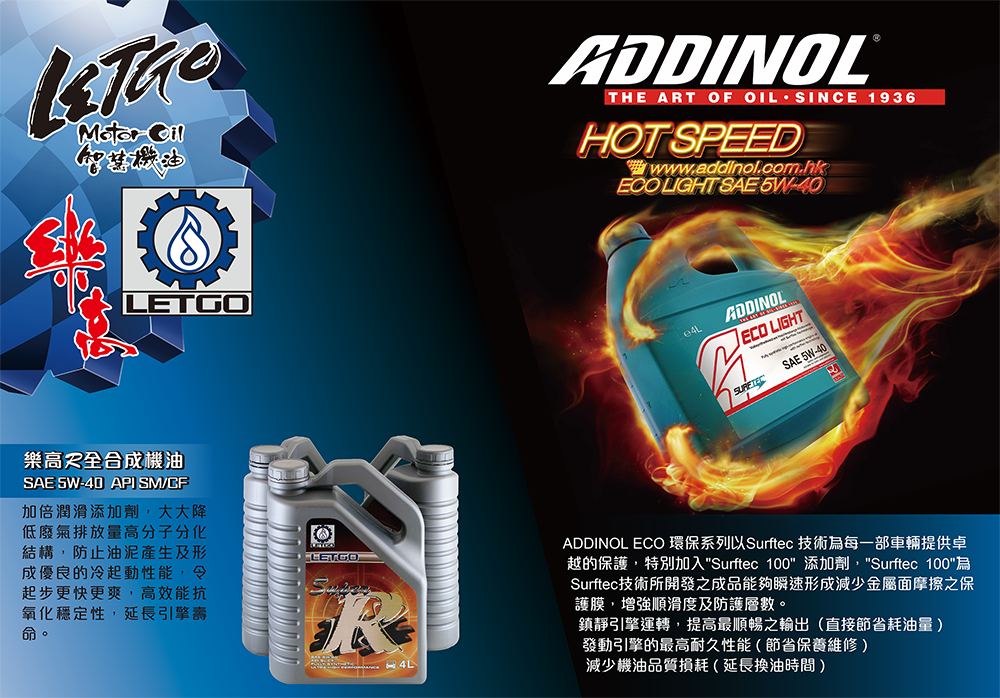 LETGO
Motor Oil
智慧機油
樂高
LETGO
樂高R全合成機油
SAE 5W-40 API SM/CF
加倍潤滑添加劑，大大降
低廢氣排放量高分子分化
結構，防止油泥產生及形
成優良的冷起動性能，令
起步更快更爽，高效能抗
氧化穩定性，延長引擎壽
命。
LETGO
LETGO
Super
R
4L
ADDINOL®
THE ART OF OIL·SINCE 1936
HOT SPEED
www.addinol.com.hk
ECO LIGHT SAE 5W-40
ADDINOL
THE ART OF OIL·SINCE 1936
e4L
ECO LIGHT
SAE 5W-40
SURFTEC
ADDINOL ECO 環保系列以Surftec 技術為每一部車輛提供卓
越的保護，特別加入"Surftec 100" 添加劑，"Surftec 100"為
Surftec技術所開發之成品能夠瞬速形成減少金屬面摩擦之保
護膜，增強順滑度及防護層數。
鎮靜引擎運轉，提高最順暢之輸出（直接節省耗油量）
發動引擎的最高耐久性能 ( 節省保養維修 )
減少機油品質損耗 ( 延長換油時間 )